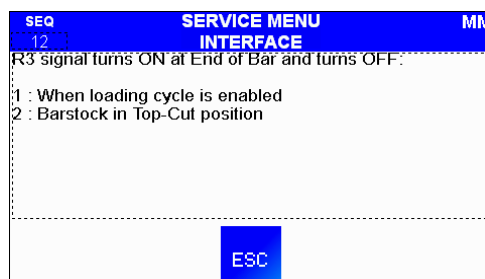 SEQ SERVICE MENU MM
12 INTERFACE
R3 signal turns ON at End of Bar and turns OFF:
1 : When loading cycle is enabled
2 : Barstock in Top-Cut position
ESC